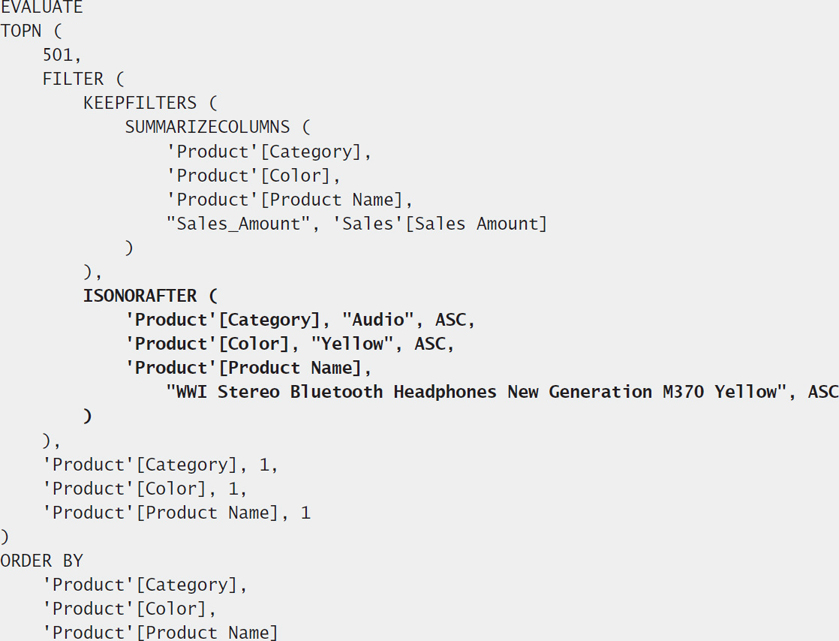 EVALUATE
TOPN (
    501,
    FILTER (
        KEEPFILTERS (
            SUMMARIZECOLUMNS (
                'Product'[Category],
                'Product'[Color],
                'Product'[Product Name],
                "Sales_Amount", 'Sales'[Sales Amount]
            )
        ),
        ISONORAFTER (
            'Product'[Category], "Audio", ASC,
            'Product'[Color], "Yellow", ASC,
            'Product'[Product Name],
                "WWI Stereo Bluetooth Headphones New Generation M370 Yellow", ASC
        )
    ),
    'Product'[Category], 1,
    'Product'[Color], 1,
    'Product'[Product Name], 1
)
ORDER BY
    'Product'[Category],
    'Product'[Color],
    'Product'[Product Name]